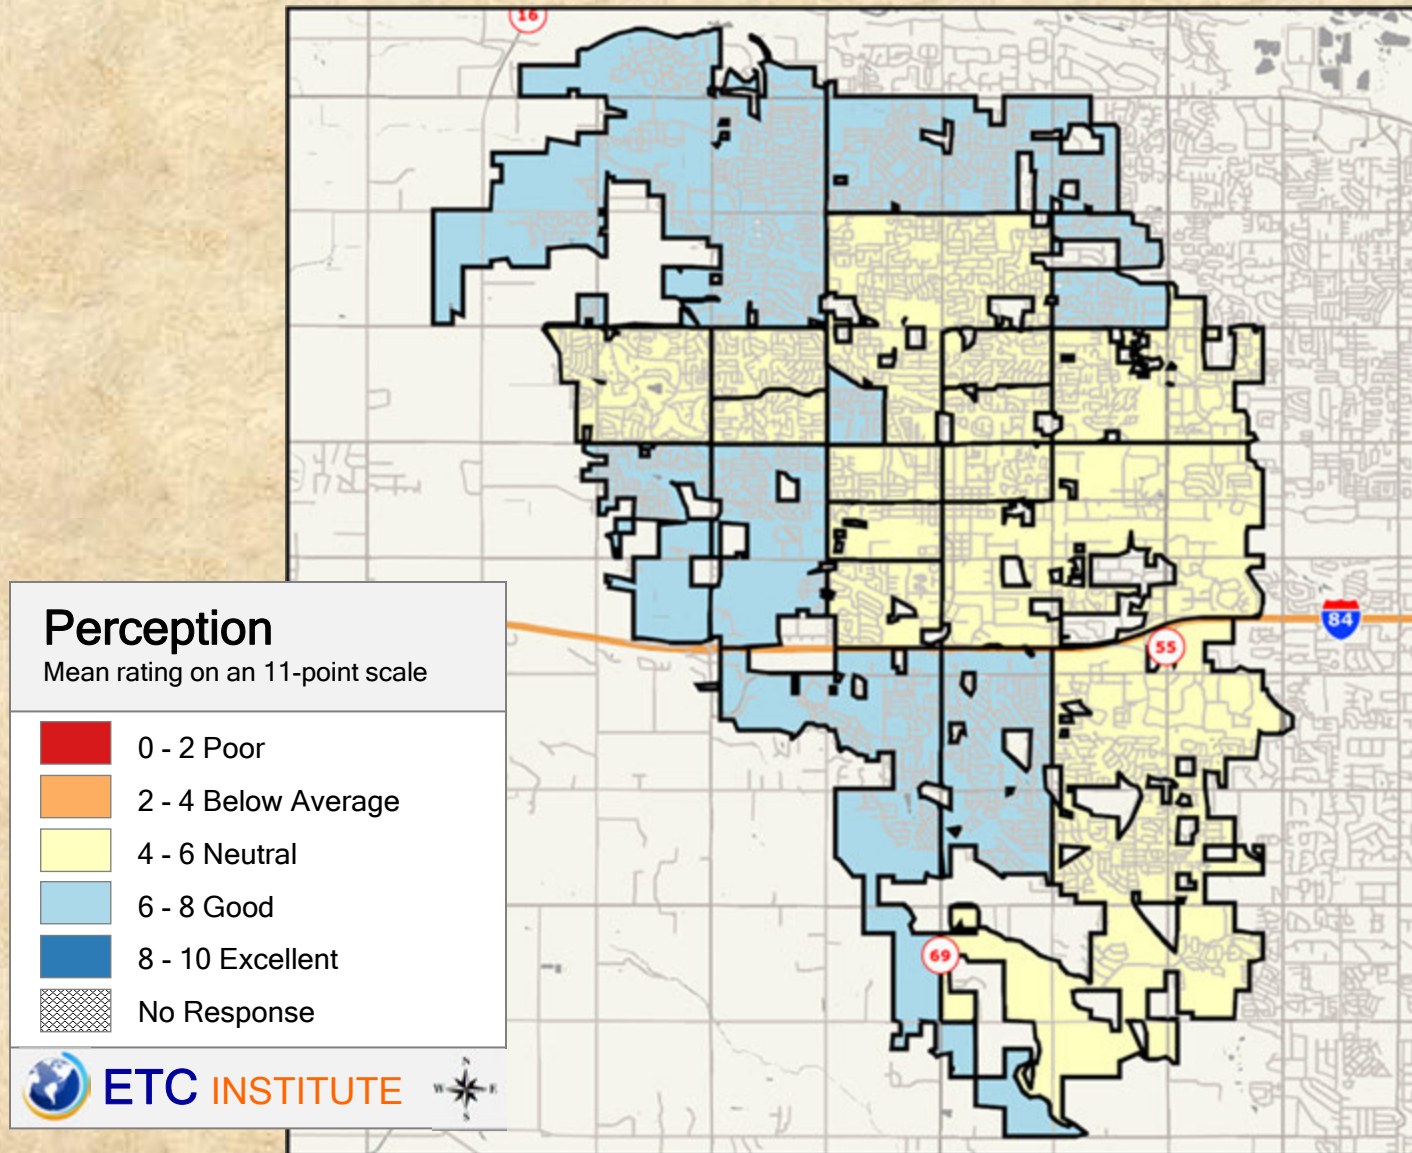 16
84
55
69
Perception
Mean rating on an 11-point scale
0 - 2 Poor
2 - 4 Below Average
4 - 6 Neutral
6 - 8 Good
8 - 10 Excellent
No Response
ETC INSTITUTE
N
W E
S